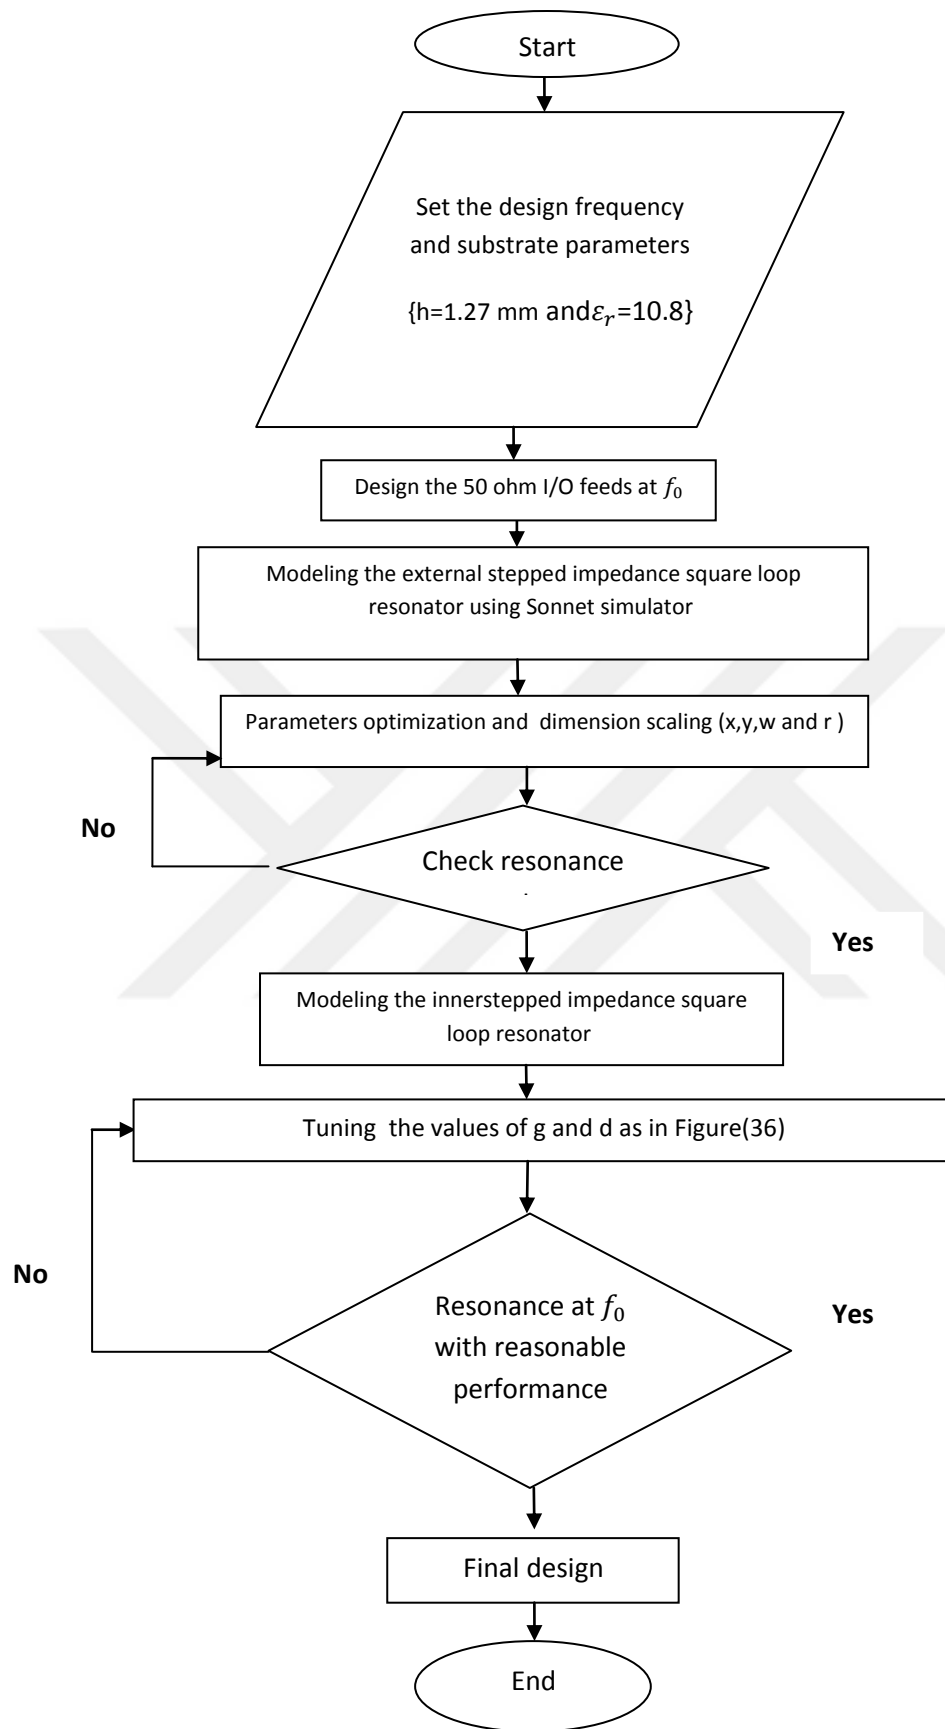 Start
Set the design frequency
and substrate parameters
{h=1.27 mm andεᵣ=10.8}
Design the 50 ohm I/O feeds at f₀
Modeling the external stepped impedance square loop
resonator using Sonnet simulator
Parameters optimization and dimension scaling (x,y,w and r )
No
Check resonance
.
Yes
Modeling the innerstepped impedance square
loop resonator
Tuning the values of g and d as in Figure(36)
No
Resonance at f₀
with reasonable
performance
Yes
Final design
End